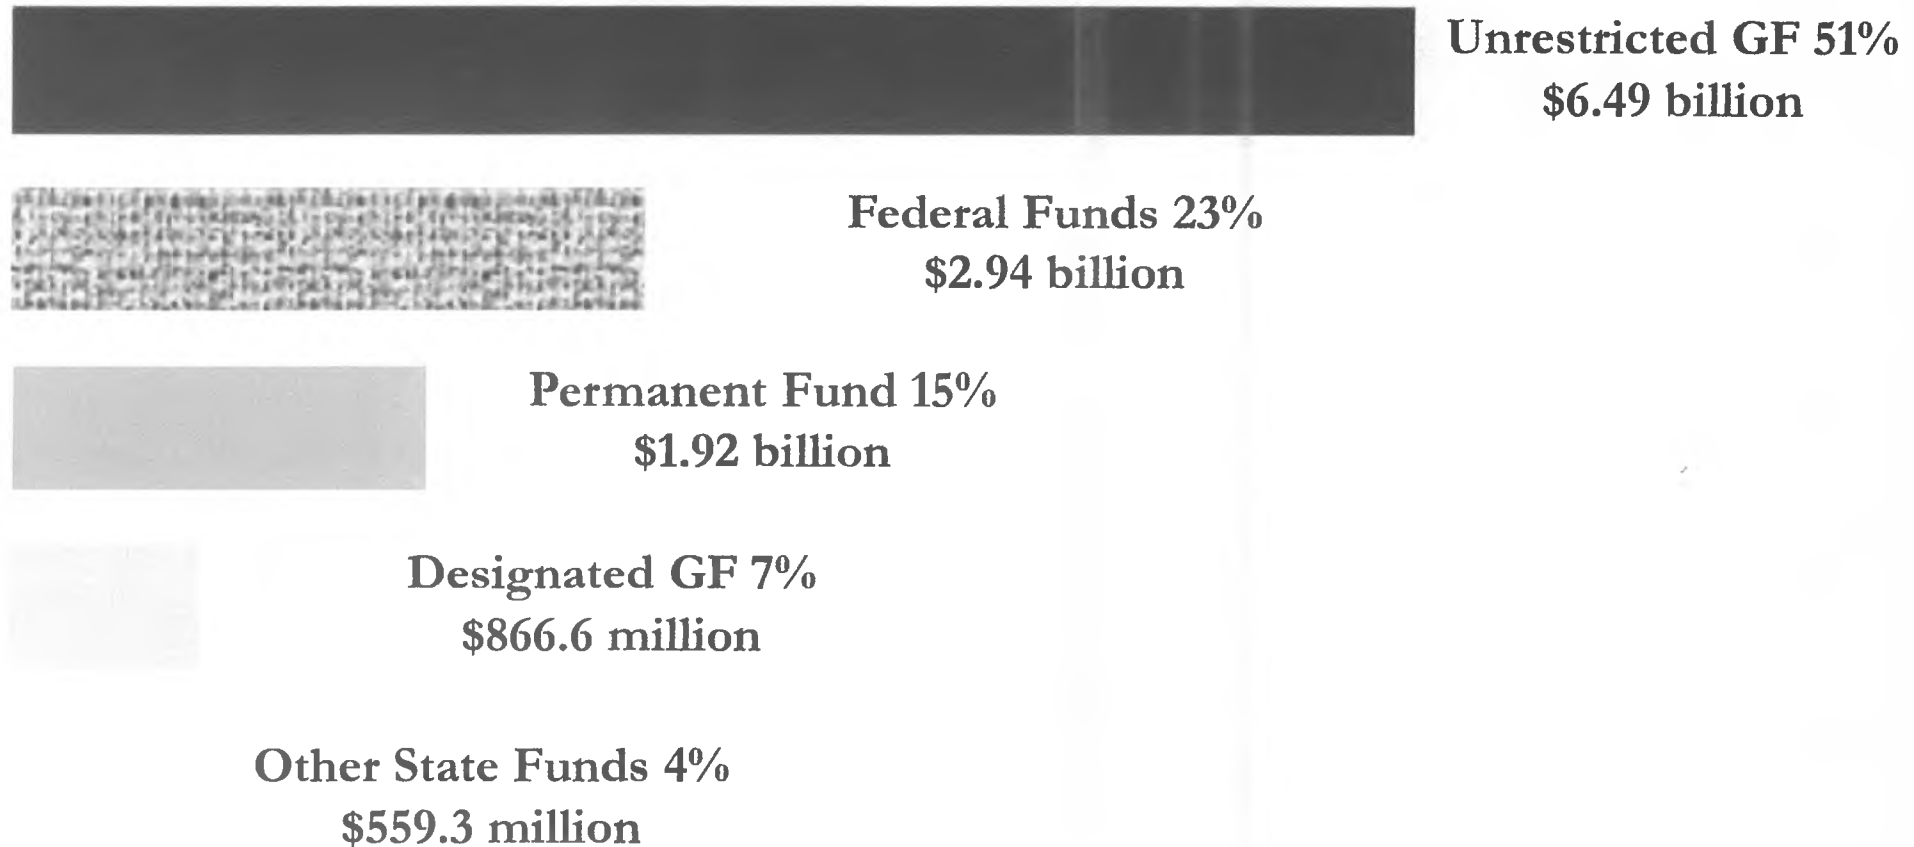 Unrestricted GF 51%
$6.49 billion
Federal Funds 23%
$2.94 billion
Permanent Fund 15%
$1.92 billion
Designated GF 7%
$866.6 million
Other State Funds 4%
$559.3 million